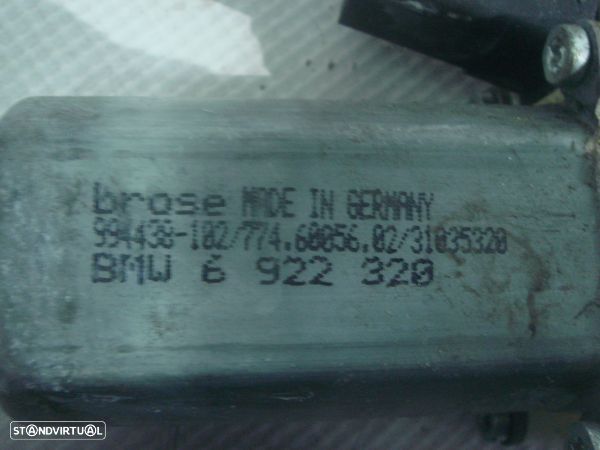 brose MADE IN GERMANY
994438-102/774.60056.02/31035320
BMW 6 922 320
STANDVIRTUAL